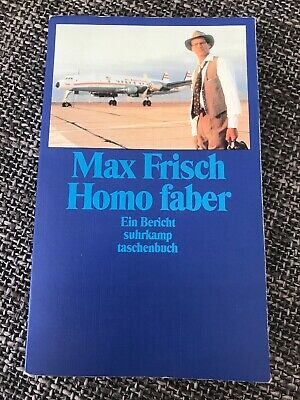 Max Frisch
Homo faber
Ein Bericht
suhrkamp
taschenbuch